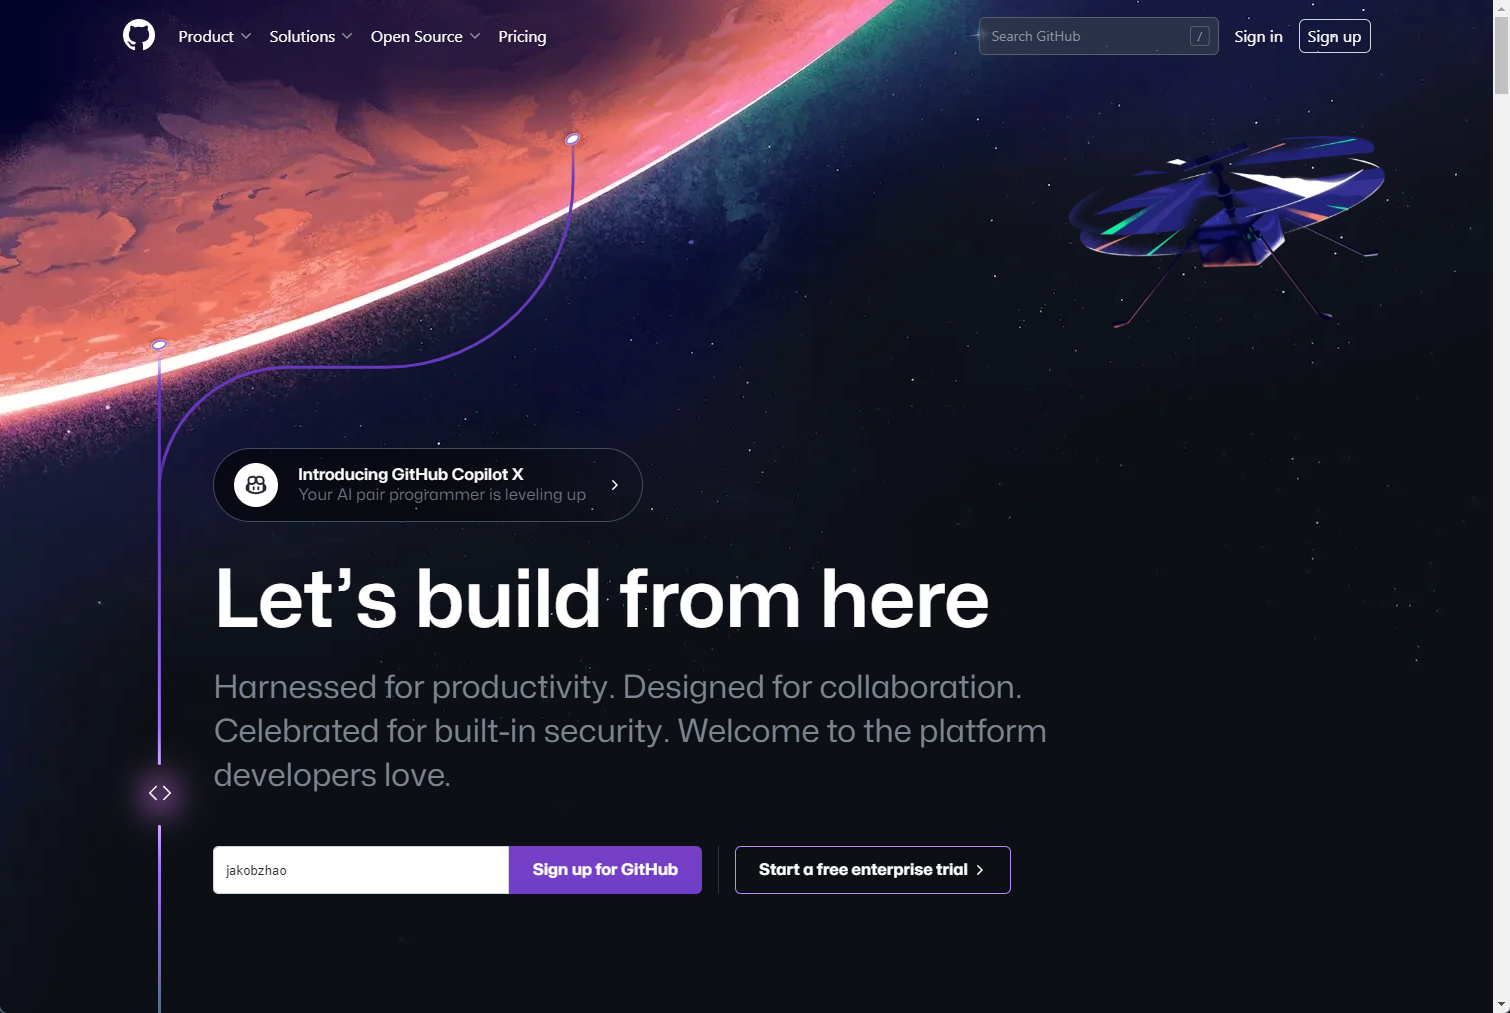 Product
Solutions
Open Source
Pricing
Search GitHub
/
Sign in
Sign up
Introducing GitHub Copilot X
Your AI pair programmer is leveling up
Let’s build from here
Harnessed for productivity. Designed for collaboration.
Celebrated for built-in security. Welcome to the platform
developers love.
jakobzhao
Sign up for GitHub
Start a free enterprise trial